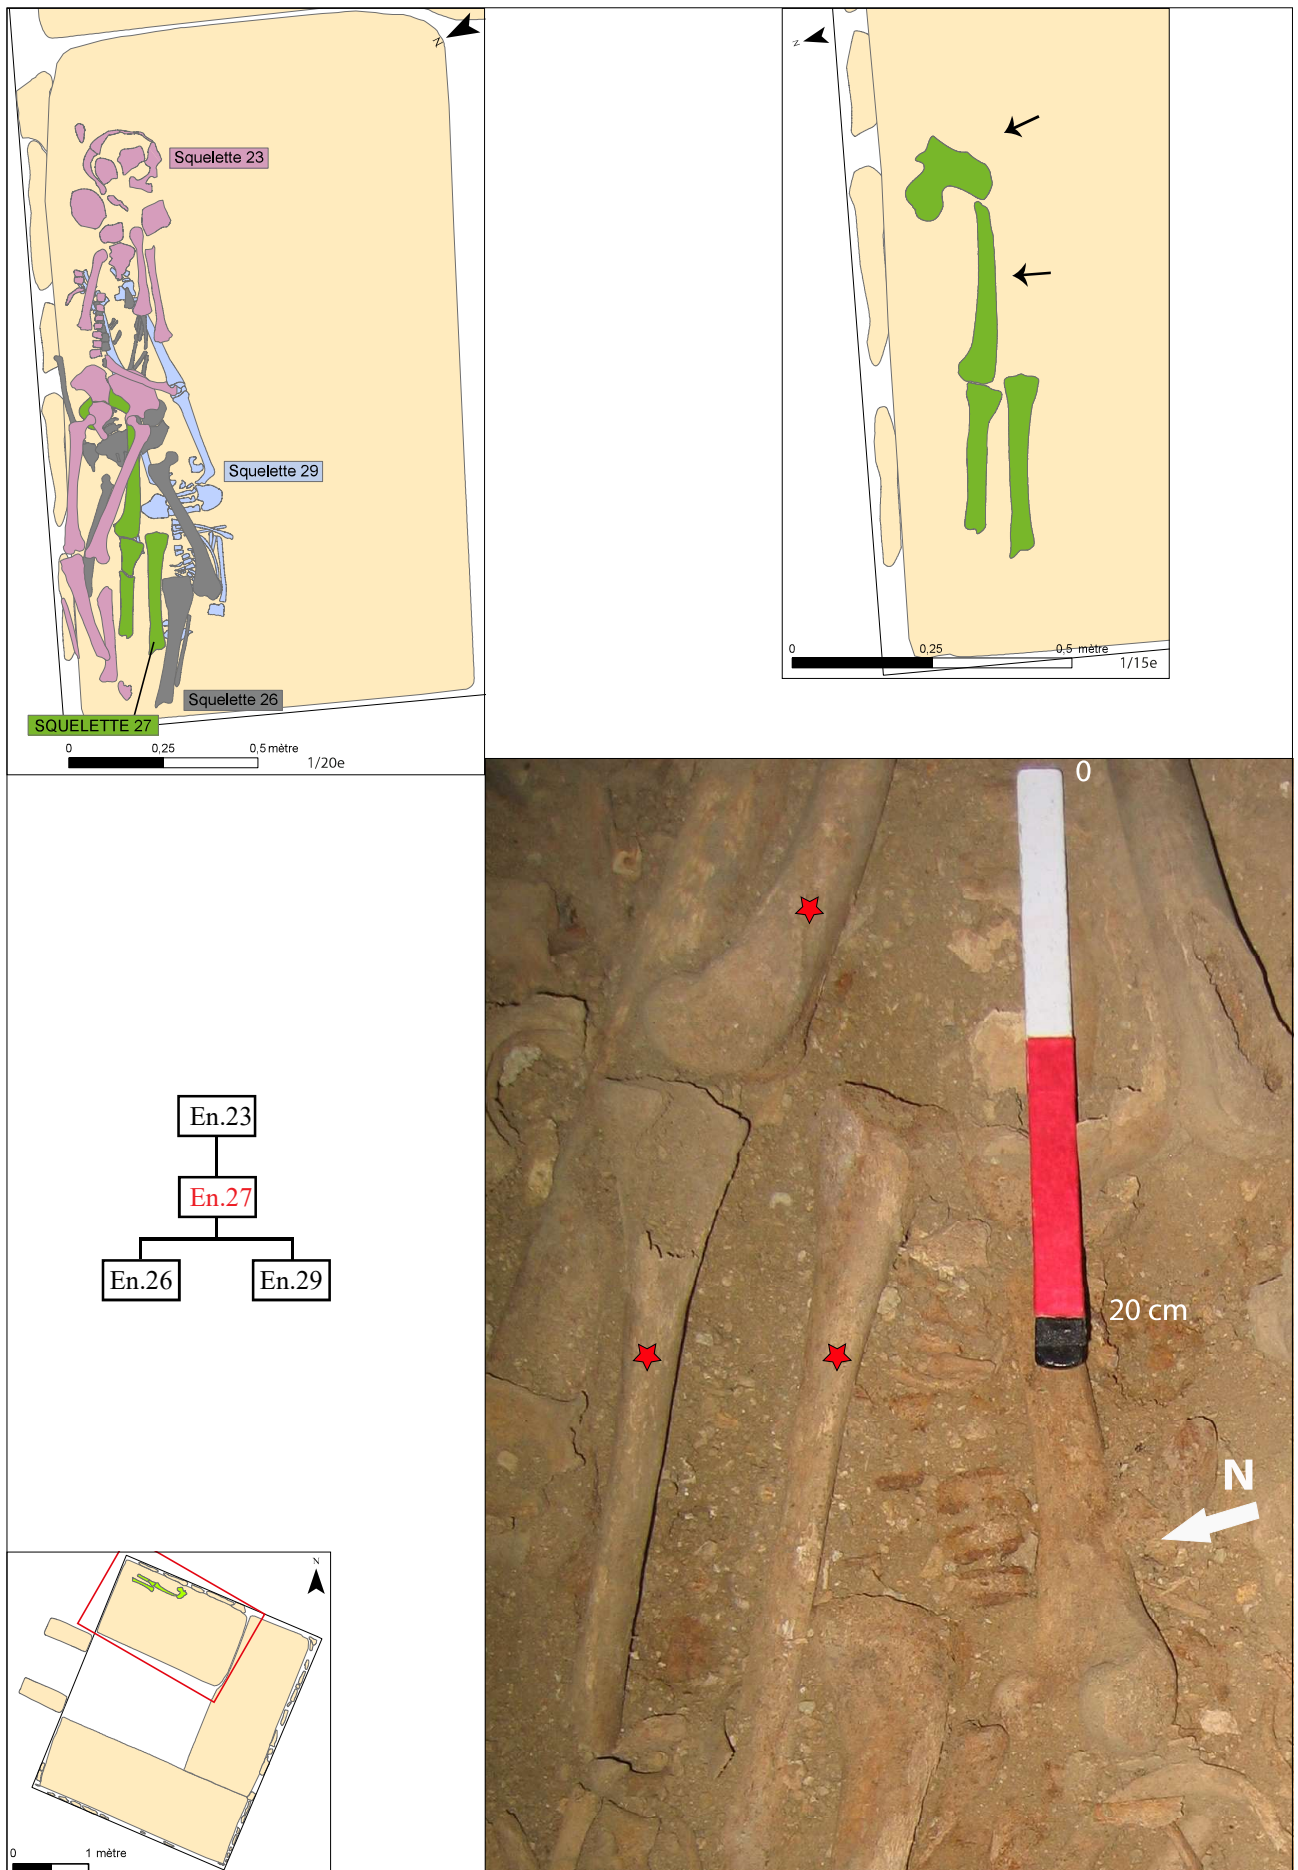 N
Squelette 23
Squelette 29
Squelette 26
SQUELETTE 27
0 0,25 0,5 mètre
1/20e
N
0 0,25 0,5 mètre
1/15e
En.23
En.27
En.26 En.29
0
20 cm
N
N
0 1 mètre